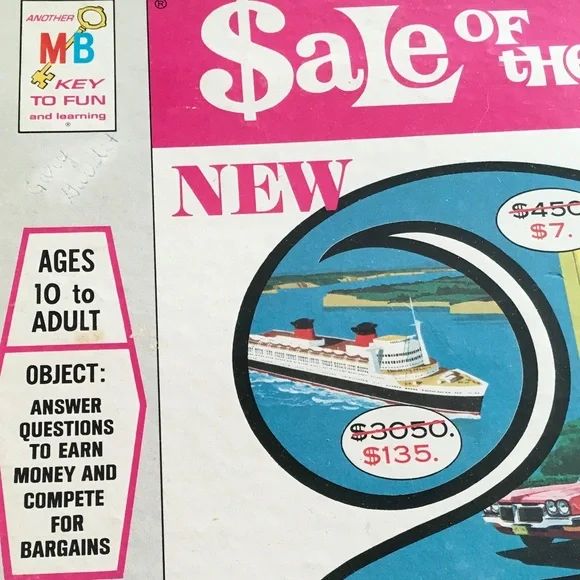 ANOTHER
MB
®
KEY
TO FUN
and learning
®
$aLe OF
THE
NEW
$450
$7.
AGES
10 to
ADULT
OBJECT:
ANSWER
QUESTIONS
TO EARN
MONEY AND
COMPETE
FOR
BARGAINS
$3050.
$135.